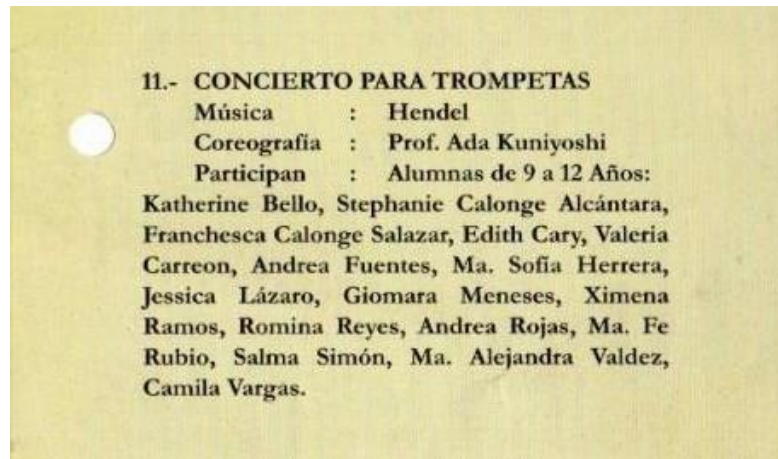 11.- CONCIERTO PARA TROMPETAS
Música : Hendel
Coreografía : Prof. Ada Kuniyoshi
Participan : Alumnas de 9 a 12 Años:
Katherine Bello, Stephanie Calonge Alcántara,
Franchesca Calonge Salazar, Edith Cary, Valeria
Carreon, Andrea Fuentes, Ma. Sofía Herrera,
Jessica Lázaro, Giomara Meneses, Ximena
Ramos, Romina Reyes, Andrea Rojas, Ma. Fe
Rubio, Salma Simón, Ma. Alejandra Valdez,
Camila Vargas.